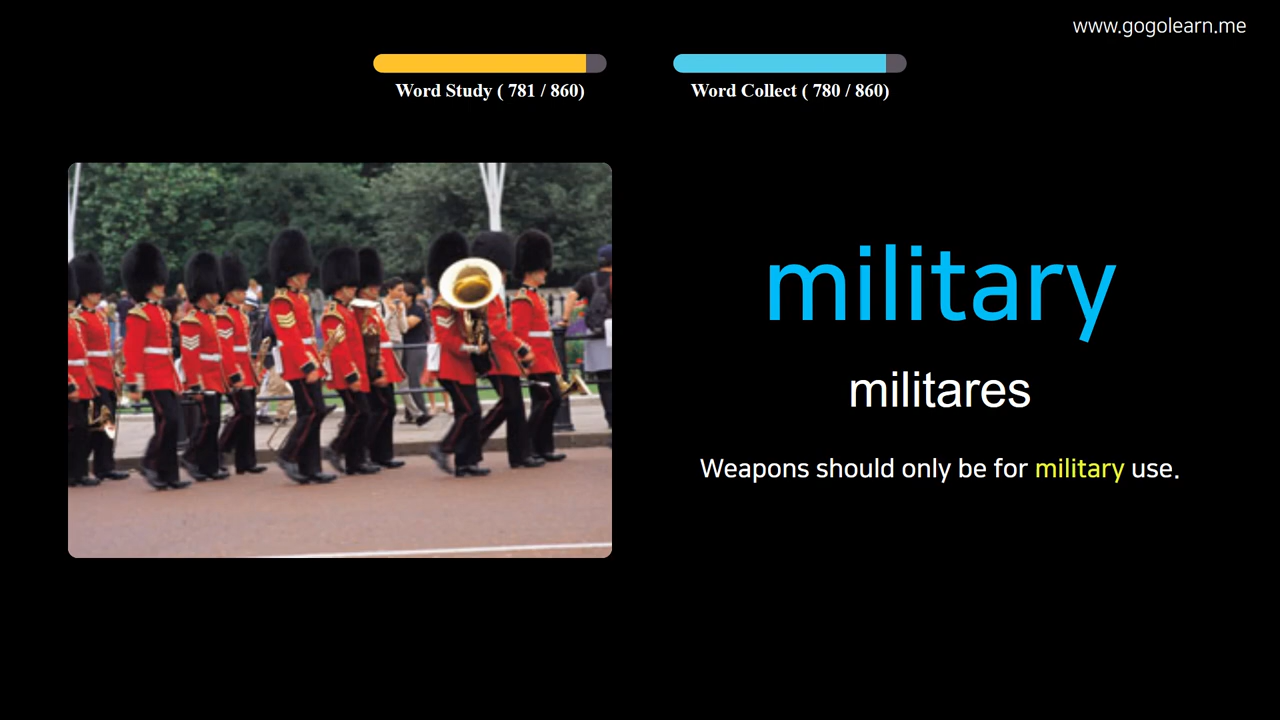 www.gogolearn.me
Word Study ( 781 / 860)
Word Collect ( 780 / 860)
military
militares
Weapons should only be for military use.